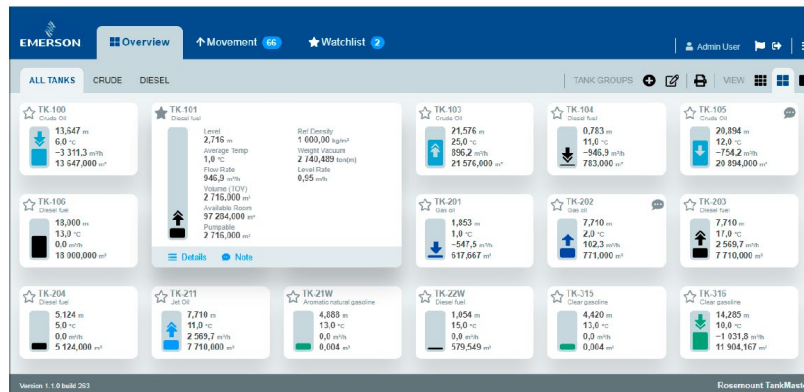 EMERSON
Overview
Movement 66
Watchlist 2
Admin User
ALL TANKS CRUDE DIESEL
TANK GROUPS
VIEW
TK-100
Crude Oil
13,647 m
6,0 °C
−3 311,3 m³/h
13 647,000 m³
TK-101
Diesel fuel
Level
2,716 m
Average Temp
1,0 °C
Flow Rate
946,9 m³/h
Volume (TOV)
2 716,000 m³
Available Room
97 284,000 m³
Pumpable
2 716,000 m³
Ref Density
1 000,00 kg/m³
Weight Vacuum
2 740,489 ton(m)
Level Rate
0,95 m/h
Details
Note
TK-103
Crude Oil
21,576 m
25,0 °C
896,2 m³/h
21 576,000 m³
TK-104
Diesel fuel
0,783 m
11,0 °C
−946,9 m³/h
783,000 m³
TK-105
Crude Oil
20,894 m
12,0 °C
−754,2 m³/h
20 894,000 m³
TK-106
Diesel fuel
18,000 m
13,0 °C
0,0 m³/h
18 000,000 m³
TK-201
Gas oil
1,853 m
1,0 °C
−547,5 m³/h
617,667 m³
TK-202
Gas oil
7,710 m
2,0 °C
102,3 m³/h
771,000 m³
TK-203
Diesel fuel
7,710 m
17,0 °C
2 569,7 m³/h
7 710,000 m³
TK-204
Diesel fuel
5,124 m
5,0 °C
0,0 m³/h
5 124,000 m³
TK-211
Jet Oil
7,710 m
11,0 °C
2 569,7 m³/h
7 710,000 m³
TK-21W
Aromatic natural gasoline
4,888 m
13,0 °C
0,0 m³/h
0,004 m³
TK-22W
Diesel fuel
1,054 m
15,0 °C
0,0 m³/h
579,549 m³
TK-315
Clear gasoline
4,420 m
13,0 °C
0,0 m³/h
0,004 m³
TK-316
Clear gasoline
14,285 m
10,0 °C
−1 031,8 m³/h
11 904,167 m³
Version 1.1.0 build 263
Rosemount TankMaste